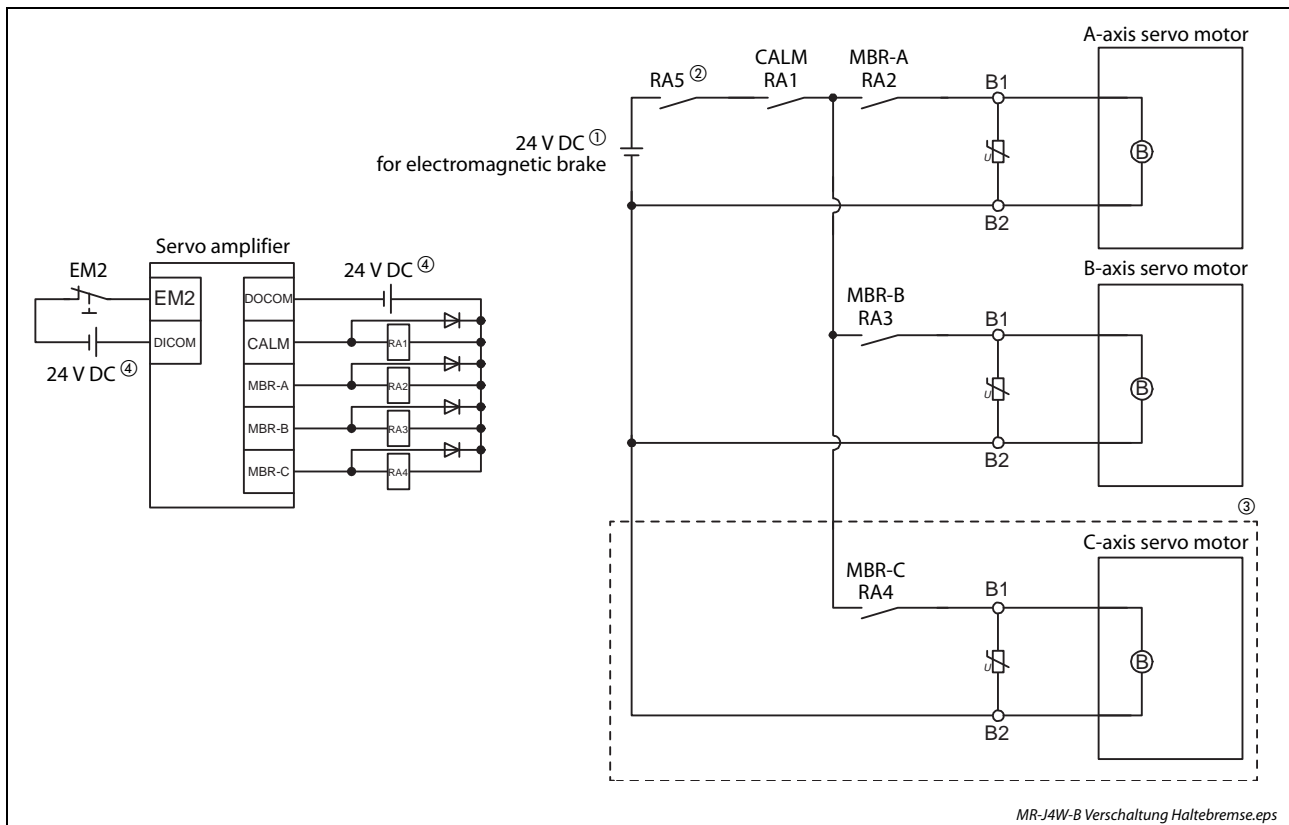 A-axis servo motor
CALM
MBR-A
RA5 ②
RA1
RA2
B1
24 V DC ①
for electromagnetic brake
U
B
B2
Servo amplifier
B-axis servo motor
EM2
24 V DC ④
EM2
DOCOM
MBR-B
RA3
B1
DICOM
CALM
RA1
24 V DC ④
MBR-A
RA2
U
B
MBR-B
RA3
B2
MBR-C
RA4
③
C-axis servo motor
MBR-C
RA4
B1
U
B
B2
MR-J4W-B Verschaltung Haltebremse.eps